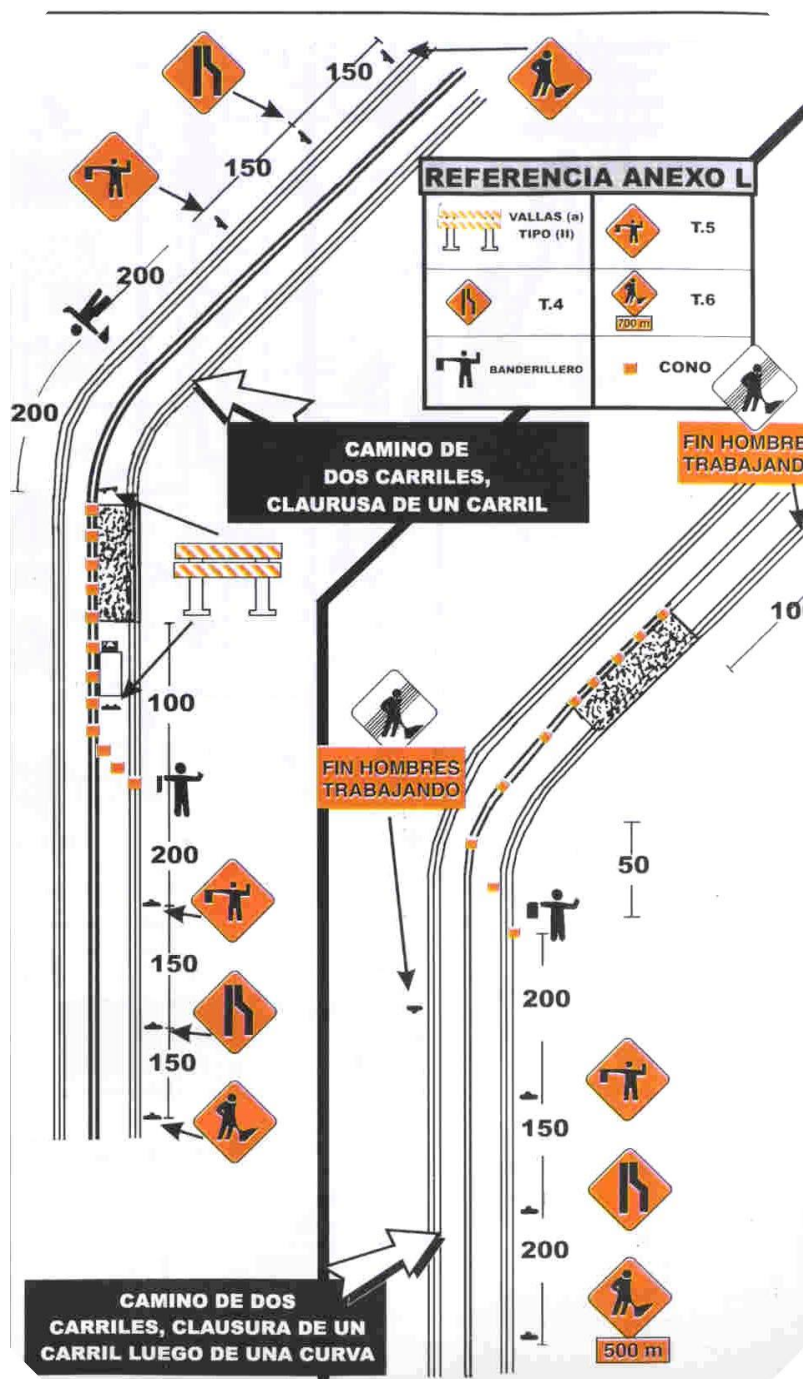 150
150
200
200
REFERENCIA ANEXO L
VALLAS (a)
TIPO (II)
T.5
T.4
T.6
700 m
BANDERILLERO
CONO
CAMINO DE
DOS CARRILES,
CLAURUSA DE UN CARRIL
FIN HOMBRE
TRABAJAND
100
200
150
150
FIN HOMBRES
TRABAJANDO
10
50
200
150
200
500 m
CAMINO DE DOS
CARRILES, CLAUSURA DE UN
CARRIL LUEGO DE UNA CURVA